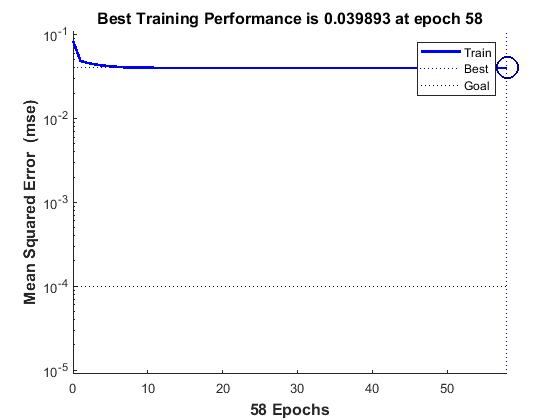 Best Training Performance is 0.039893 at epoch 58
Mean Squared Error (mse)
10-1
10-2
10-3
10-4
10-5
Train
Best
Goal
0 10 20 30 40 50
58 Epochs